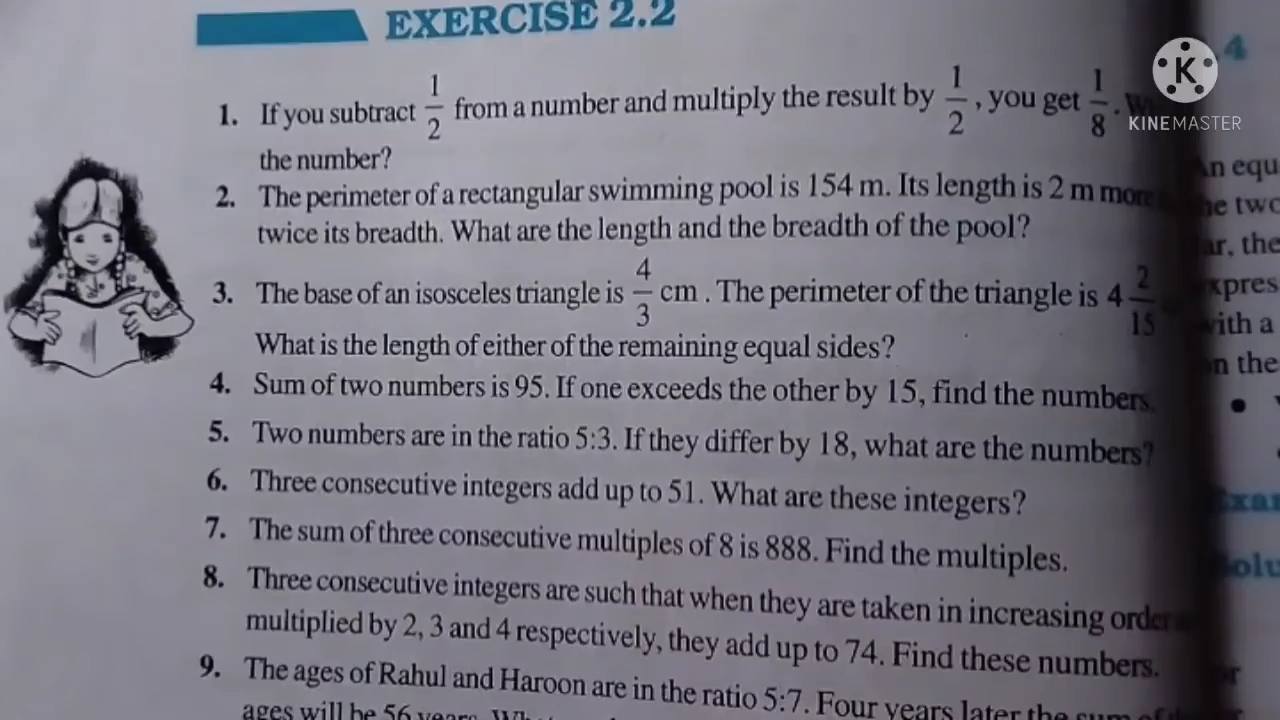 EXERCISE 2.2
1. If you subtract 1/2 from a number and multiply the result by 1/2, you get 1/8.
the number?
2. The perimeter of a rectangular swimming pool is 154 m. Its length is 2 m more
twice its breadth. What are the length and the breadth of the pool?
3. The base of an isosceles triangle is 4/3 cm. The perimeter of the triangle is 4 2/15
What is the length of either of the remaining equal sides?
4. Sum of two numbers is 95. If one exceeds the other by 15, find the numbers.
5. Two numbers are in the ratio 5:3. If they differ by 18, what are the numbers?
6. Three consecutive integers add up to 51. What are these integers?
7. The sum of three consecutive multiples of 8 is 888. Find the multiples.
8. Three consecutive integers are such that when they are taken in increasing order
multiplied by 2, 3 and 4 respectively, they add up to 74. Find these numbers.
9. The ages of Rahul and Haroon are in the ratio 5:7. Four years later the sum of
ages will be 56 years.
.4
K
KINEMASTER
with a
on the